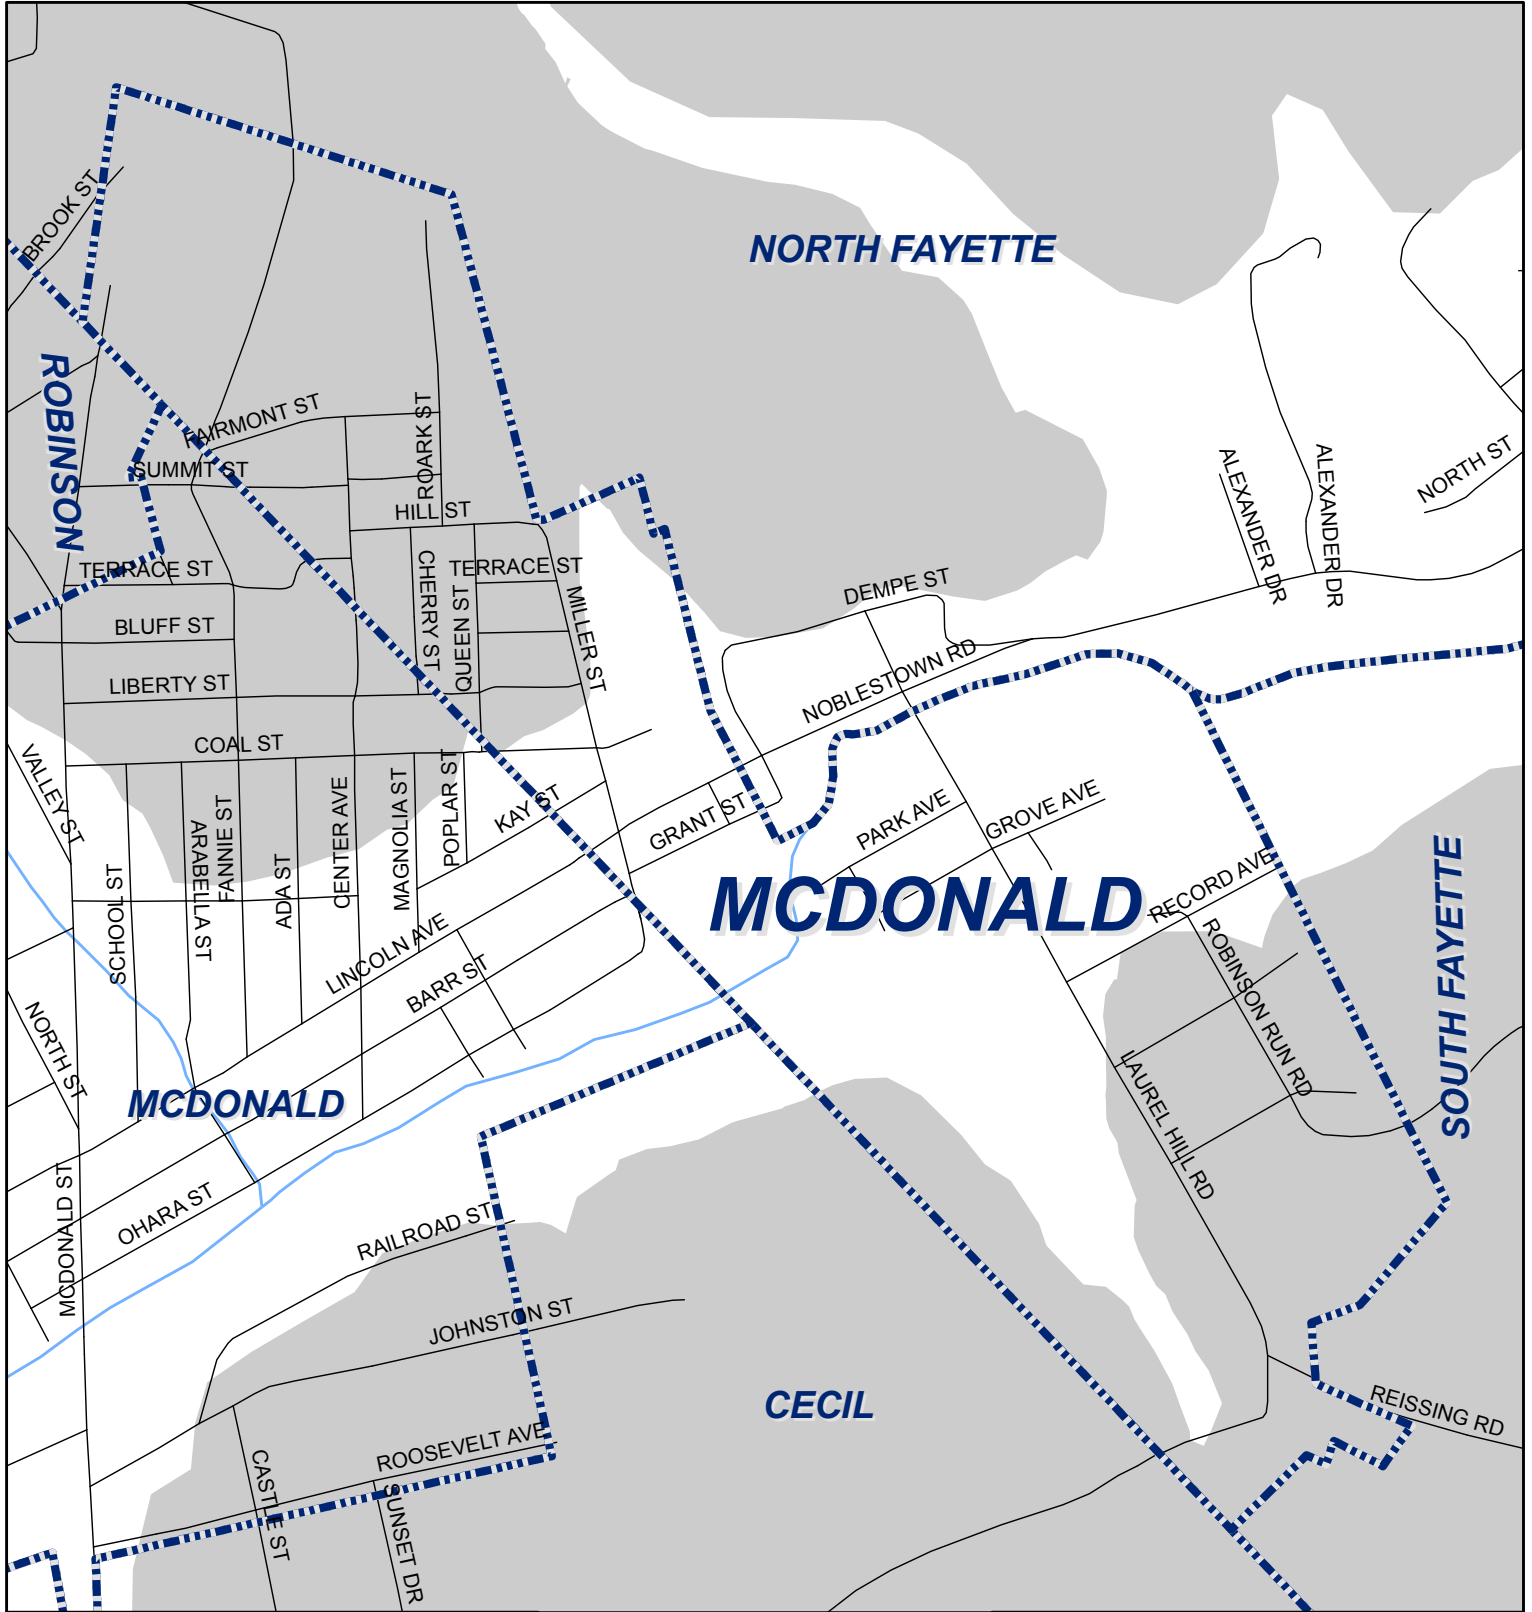 BROOK ST
NORTH FAYETTE
ROBINSON
FAIRMONT ST
ROARK ST
SUMMIT ST
HILL ST
ALEXANDER DR
ALEXANDER DR
NORTH ST
TERRACE ST
CHERRY ST
QUEEN ST
TERRACE ST
MILLER ST
DEMPE ST
BLUFF ST
LIBERTY ST
NOBLESTOWN RD
COAL ST
VALLEY ST
SCHOOL ST
ARABELLA ST
FANNIE ST
ADA ST
CENTER AVE
MAGNOLIA ST
POPLAR ST
KAY ST
GRANT ST
PARK AVE
GROVE AVE
MCDONALD
RECORD AVE
SOUTH FAYETTE
LINCOLN AVE
BARR ST
ROBINSON RUN RD
NORTH ST
MCDONALD
LAUREL HILL RD
MCDONALD ST
OHARA ST
RAILROAD ST
JOHNSTON ST
CECIL
REISSING RD
ROOSEVELT AVE
CASTLE ST
SUNSET DR